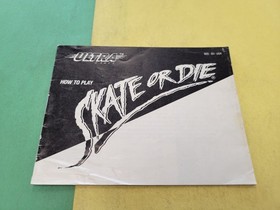 ULTRA
HOW TO PLAY
SKATE OR DIE